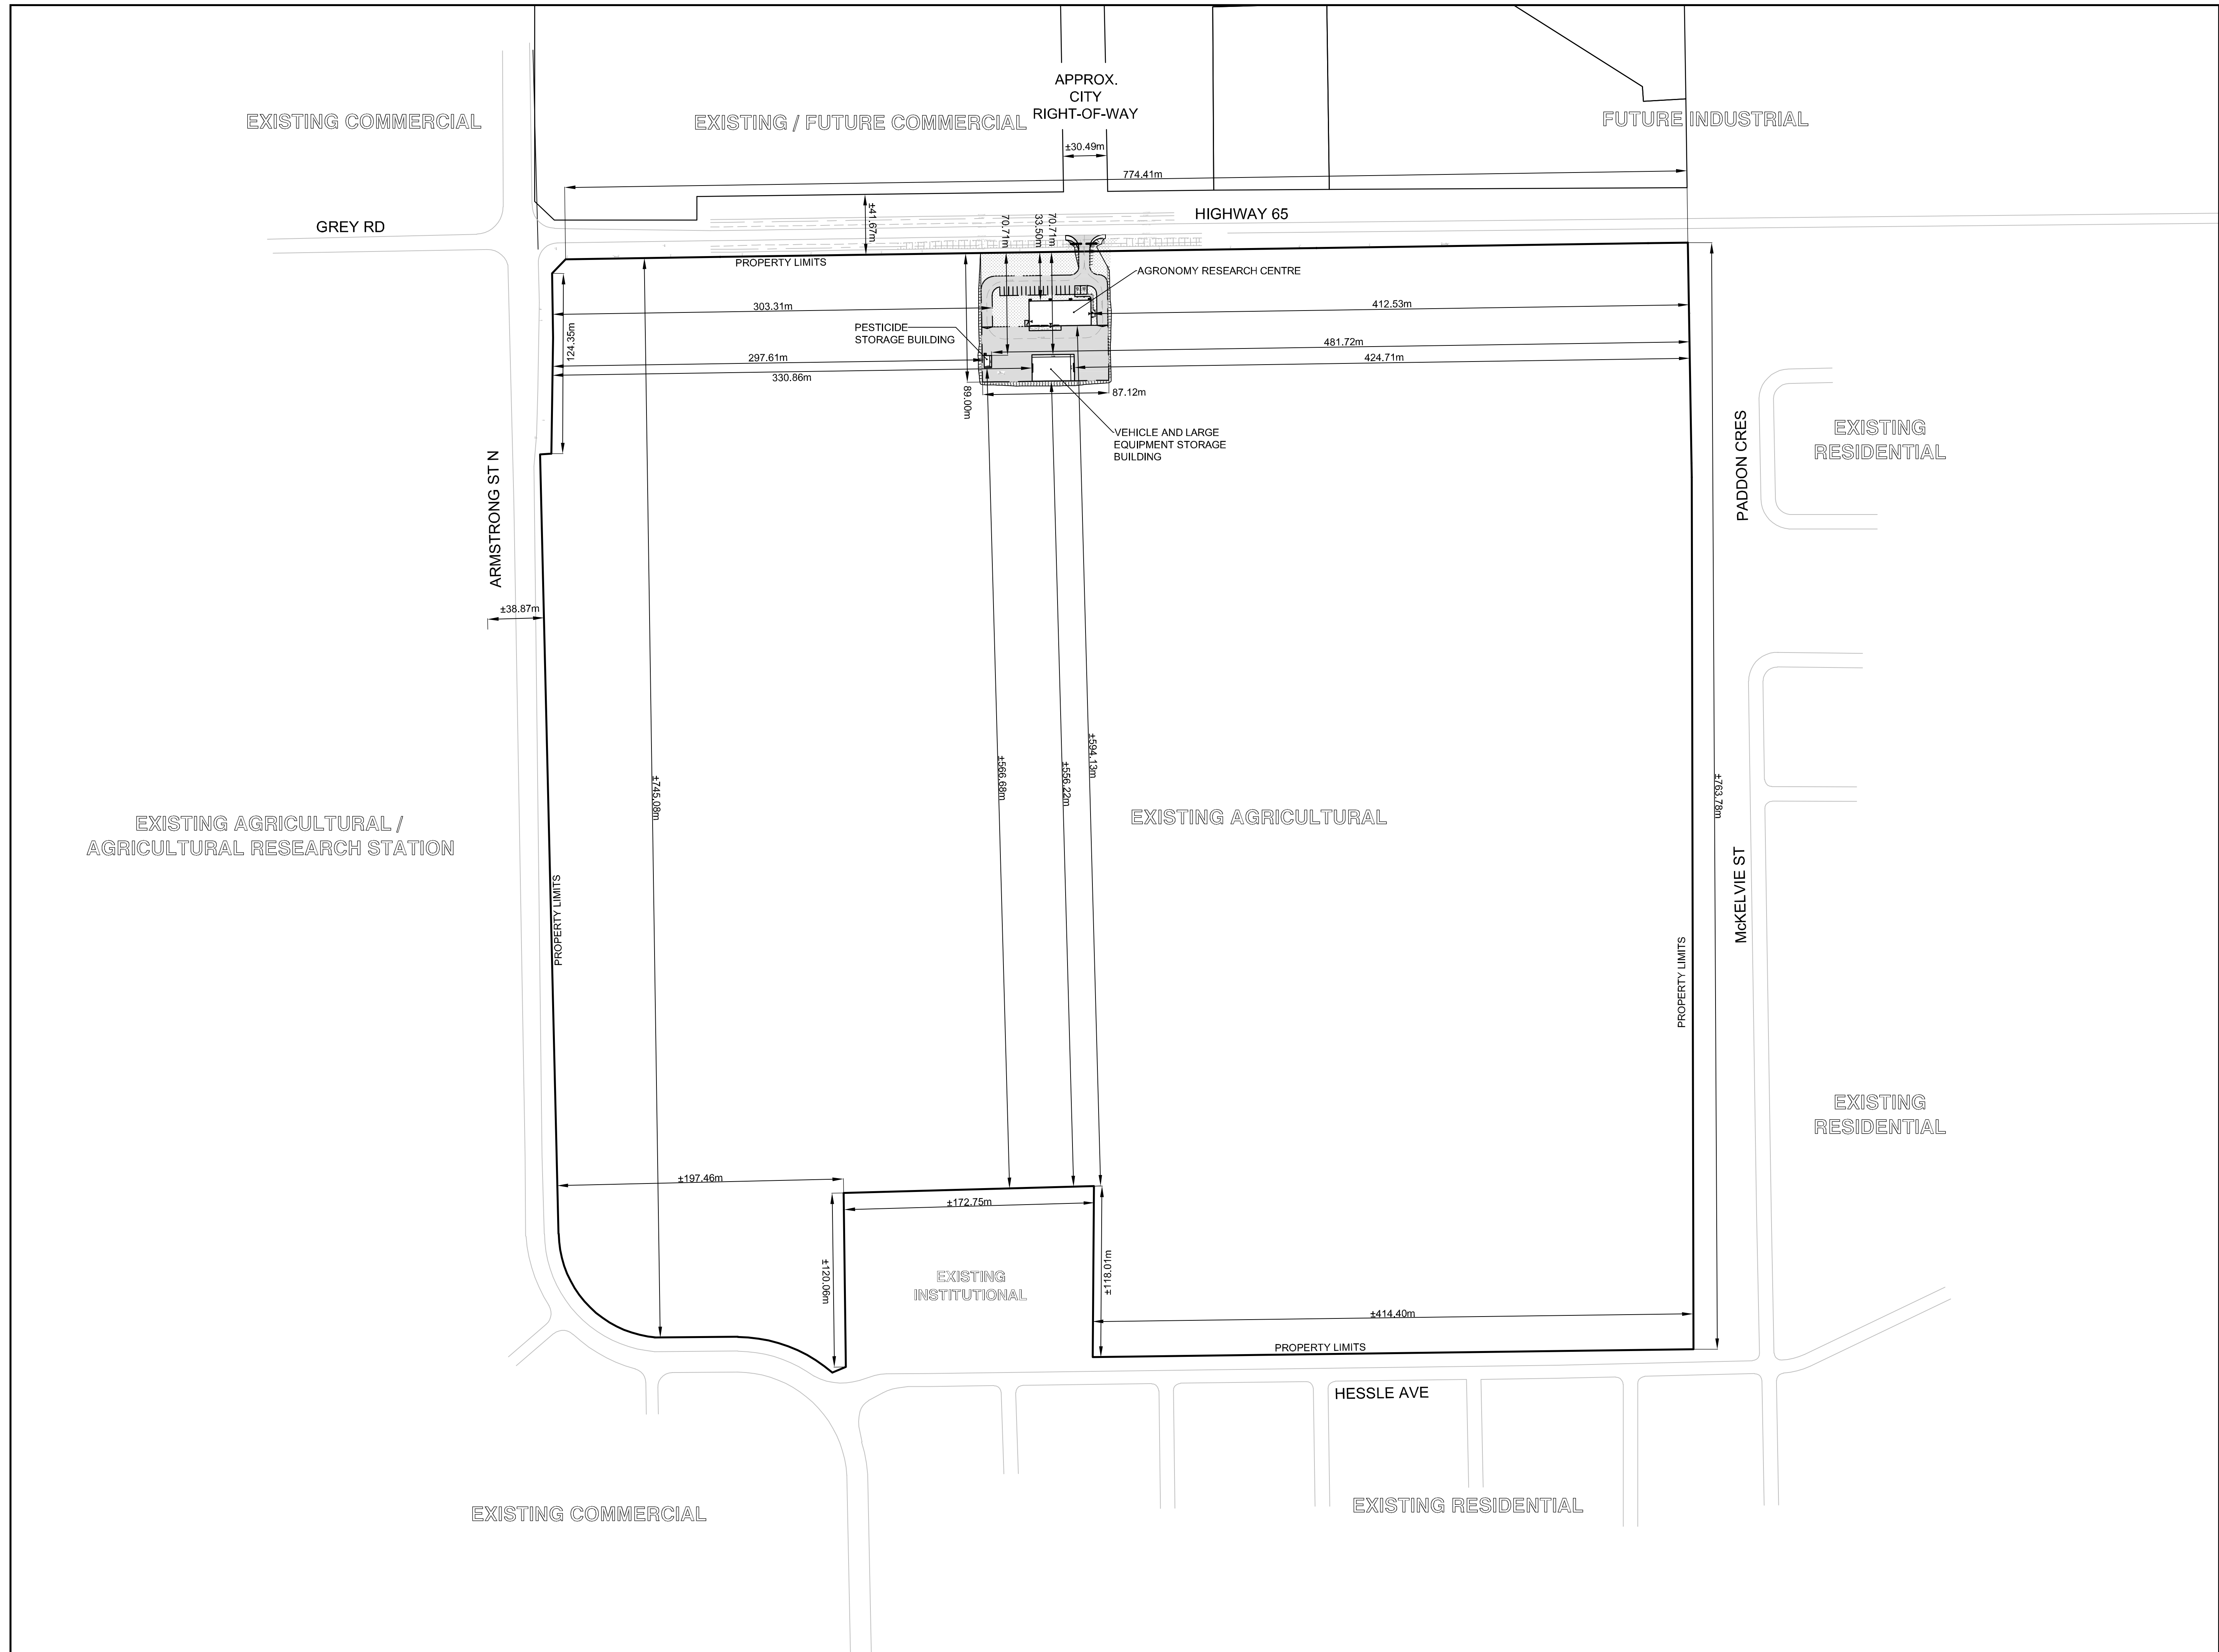 APPROX.
CITY
RIGHT-OF-WAY
EXISTING COMMERCIAL
EXISTING / FUTURE COMMERCIAL
FUTURE INDUSTRIAL
±30.49m
774.41m
±41.67m
GREY RD
HIGHWAY 65
70.71m
33.50m
70.71m
PROPERTY LIMITS
AGRONOMY RESEARCH CENTRE
303.31m
412.53m
124.35m
PESTICIDE
STORAGE BUILDING
481.72m
297.61m
424.71m
330.86m
89.00m
87.12m
VEHICLE AND LARGE
EQUIPMENT STORAGE
BUILDING
ARMSTRONG ST N
PADDON CRES
EXISTING
RESIDENTIAL
±38.87m
±745.08m
±566.68m
±556.22m
±594.13m
±763.78m
EXISTING AGRICULTURAL
EXISTING AGRICULTURAL /
AGRICULTURAL RESEARCH STATION
McKELVIE ST
PROPERTY LIMITS
PROPERTY LIMITS
EXISTING
RESIDENTIAL
±197.46m
±172.75m
±120.06m
±118.01m
EXISTING
INSTITUTIONAL
±414.40m
PROPERTY LIMITS
HESSLE AVE
EXISTING COMMERCIAL
EXISTING RESIDENTIAL